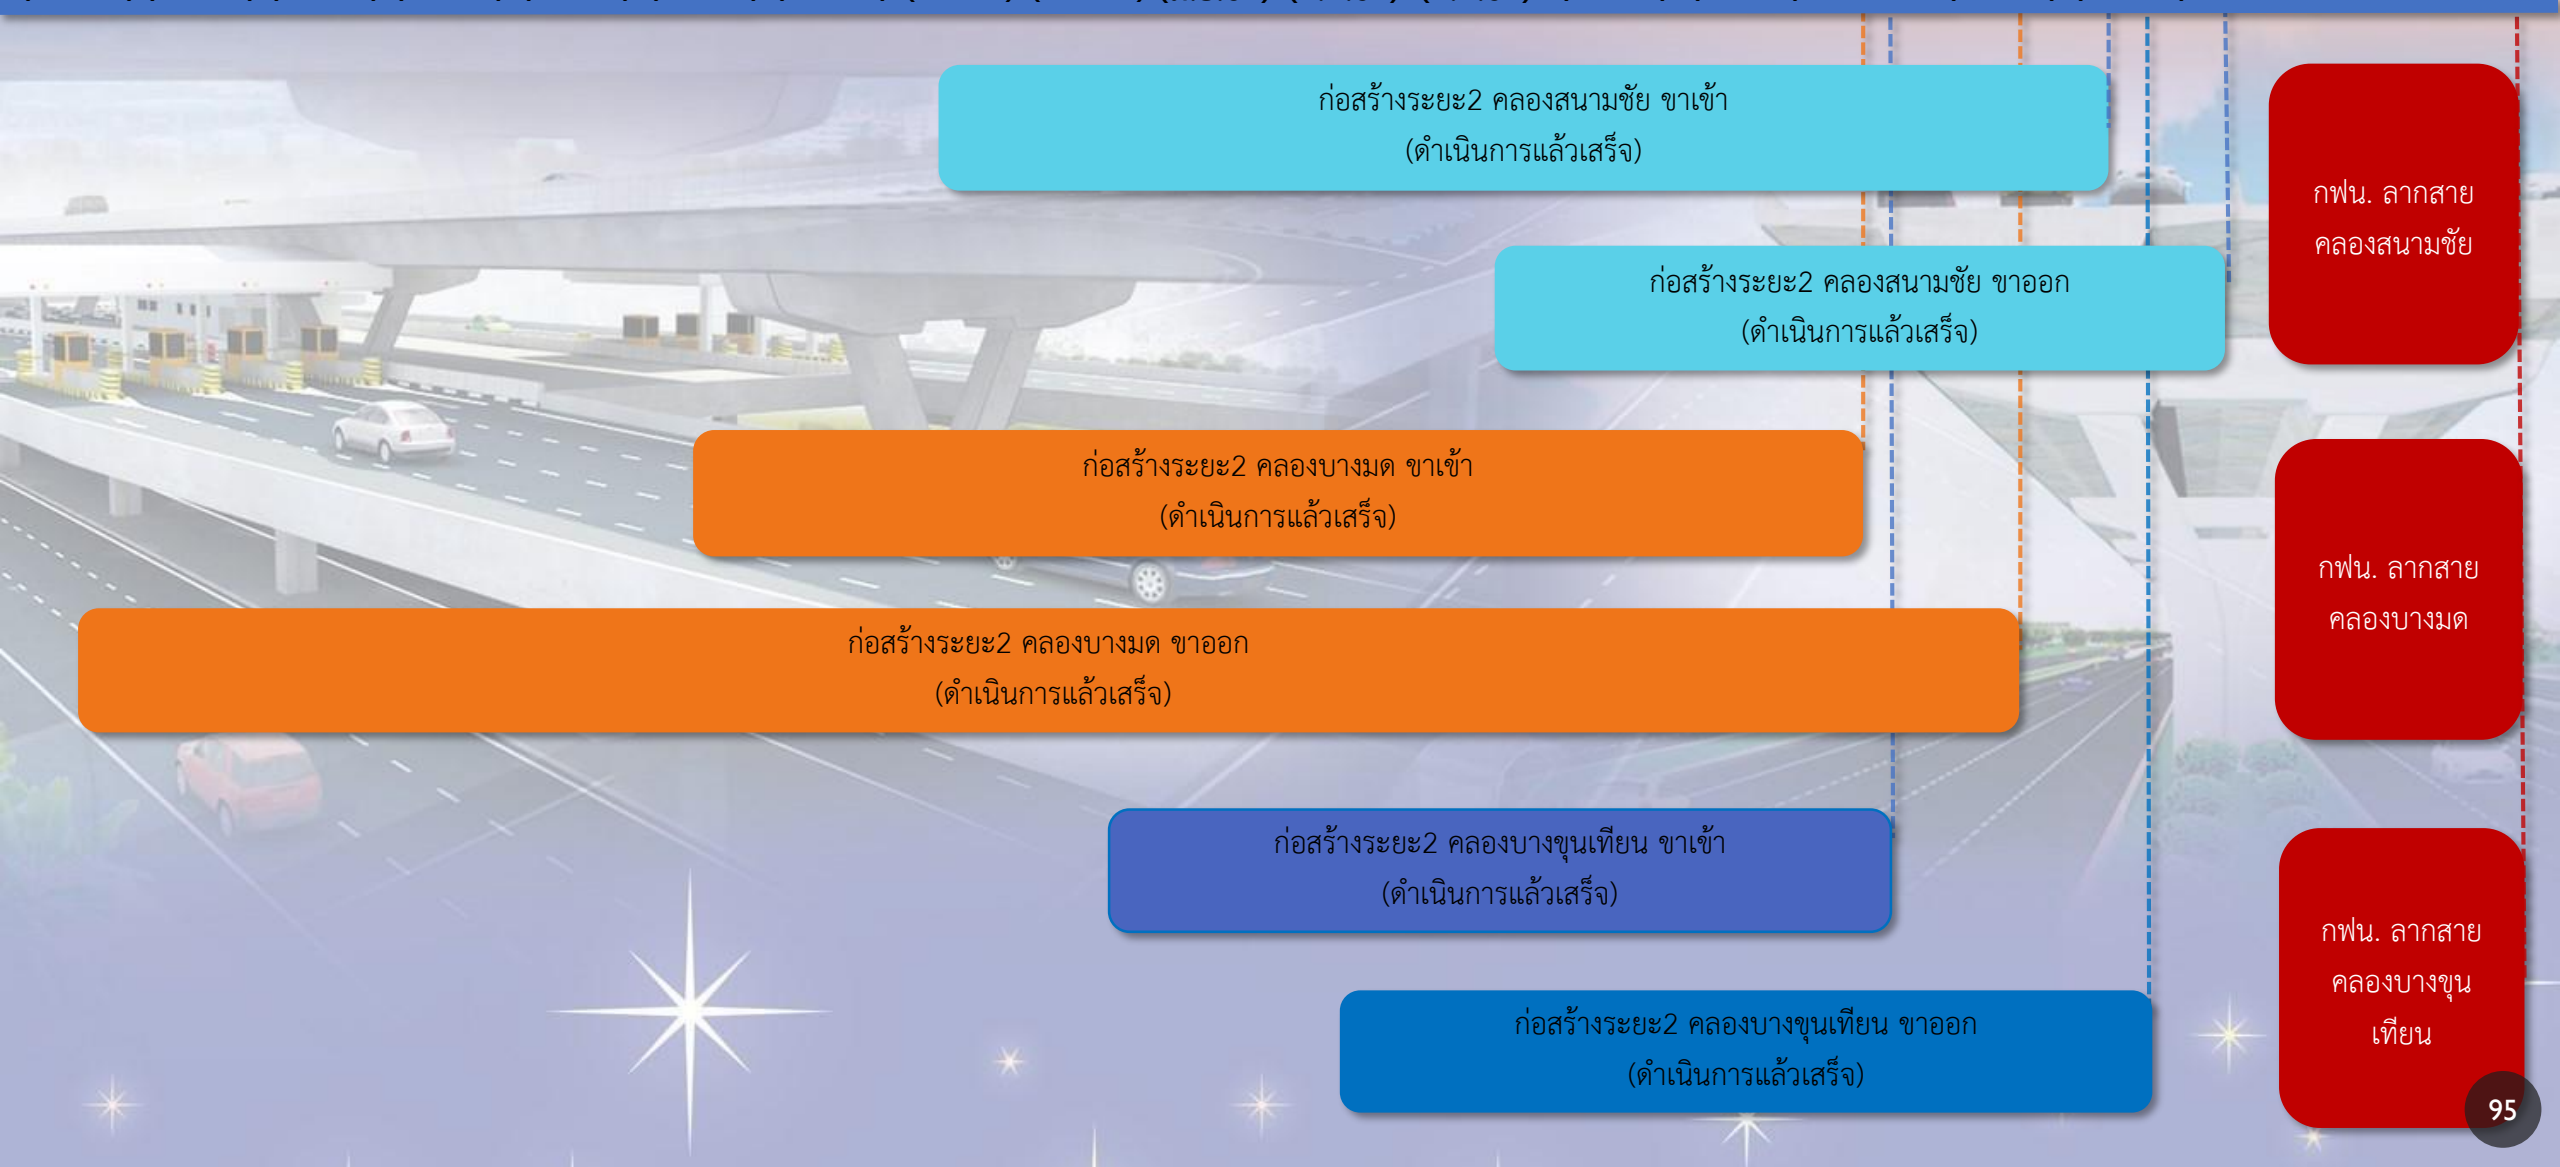 ก่อสร้างระยะ2 คลองสนามชัย ขาเข้า
(ดำเนินการแล้วเสร็จ)
กฟน. ลากสาย
คลองสนามชัย
ก่อสร้างระยะ2 คลองสนามชัย ขาออก
(ดำเนินการแล้วเสร็จ)
ก่อสร้างระยะ2 คลองบางมด ขาเข้า
(ดำเนินการแล้วเสร็จ)
กฟน. ลากสาย
คลองบางมด
ก่อสร้างระยะ2 คลองบางมด ขาออก
(ดำเนินการแล้วเสร็จ)
ก่อสร้างระยะ2 คลองบางขุนเทียน ขาเข้า
(ดำเนินการแล้วเสร็จ)
กฟน. ลากสาย
คลองบางขุน
เทียน
ก่อสร้างระยะ2 คลองบางขุนเทียน ขาออก
(ดำเนินการแล้วเสร็จ)
95